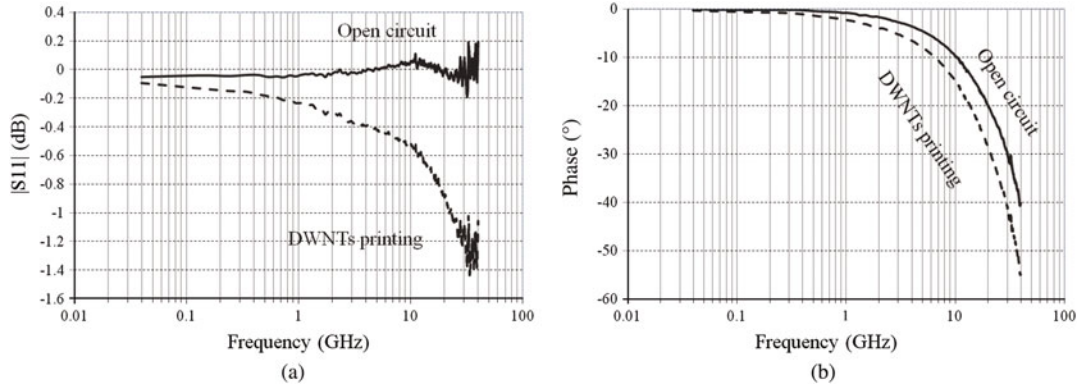 0.4
0.2
0
-0.2
-0.4
-0.6
-0.8
-1
-1.2
-1.4
-1.6
|S11| (dB)
Open circuit
DWNTs printing
0.01
0.1
1
10
100
Frequency (GHz)
(a)
0
-10
-20
-30
-40
-50
-60
Phase (°)
Open circuit
DWNTs printing
0.01
0.1
1
10
100
Frequency (GHz)
(b)